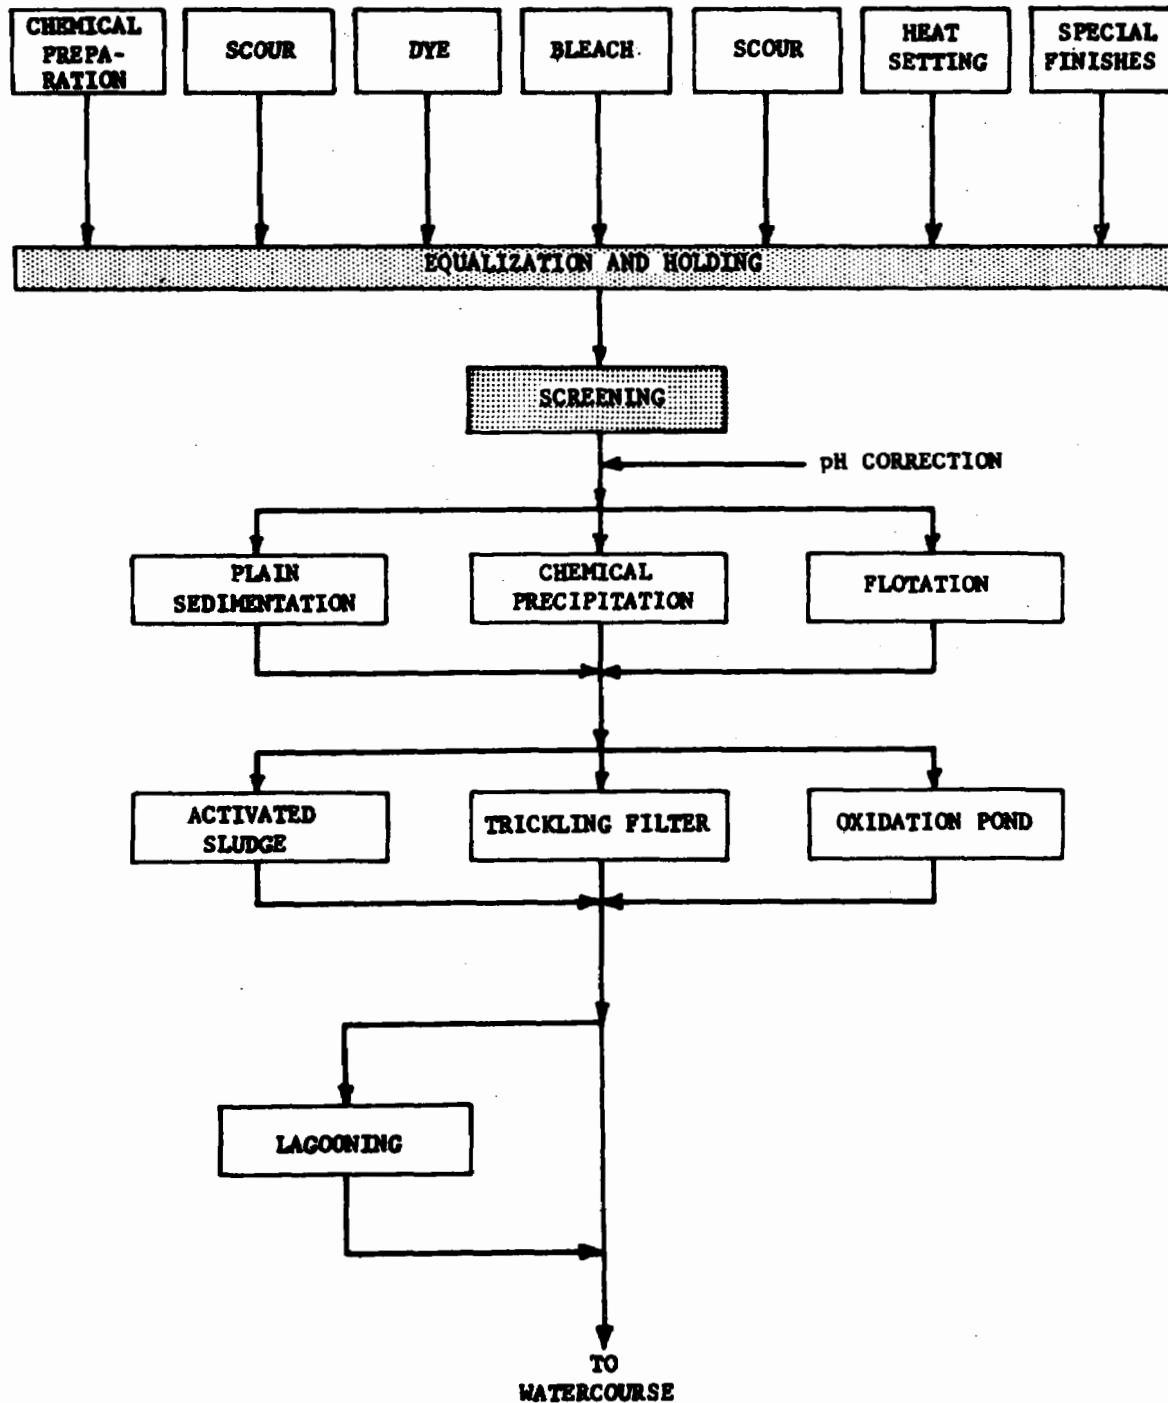 CHEMICAL
PREPA-
RATION
SCOUR
DYE
BLEACH
SCOUR
HEAT
SETTING
SPECIAL
FINISHES
EQUALIZATION AND HOLDING
SCREENING
pH CORRECTION
PLAIN
SEDIMENTATION
CHEMICAL
PRECIPITATION
FLOTATION
ACTIVATED
SLUDGE
TRICKLING FILTER
OXIDATION POND
LAGOONING
TO
WATERCOURSE